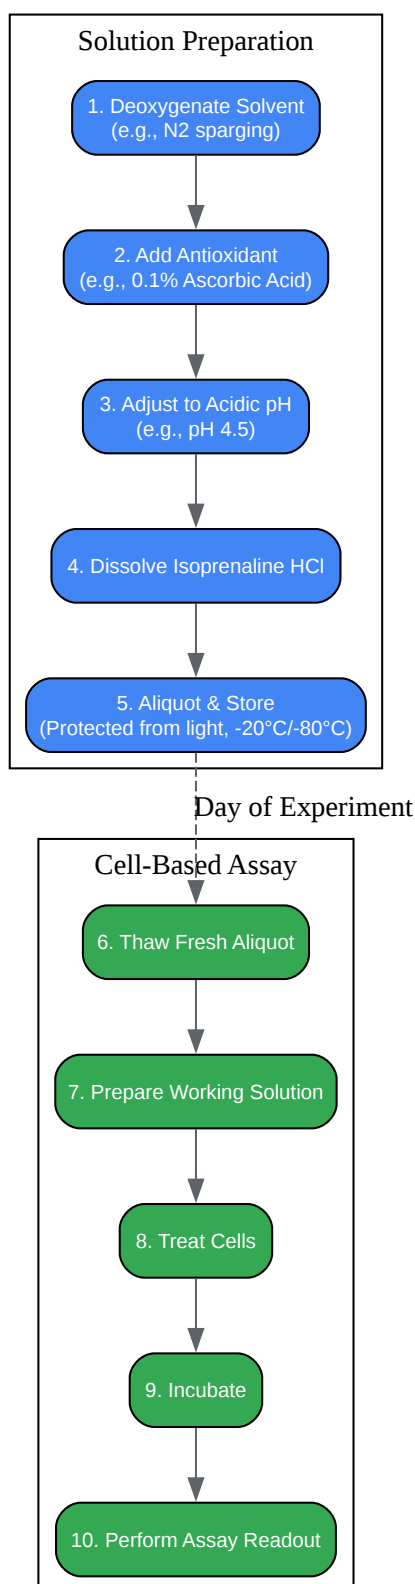 Solution Preparation
1. Deoxygenate Solvent
(e.g., N2 sparging)
2. Add Antioxidant
(e.g., 0.1% Ascorbic Acid)
3. Adjust to Acidic pH
(e.g., pH 4.5)
4. Dissolve Isoprenaline HCl
5. Aliquot & Store
(Protected from light, -20°C/-80°C)
Day of Experiment
Cell-Based Assay
6. Thaw Fresh Aliquot
7. Prepare Working Solution
8. Treat Cells
9. Incubate
10. Perform Assay Readout